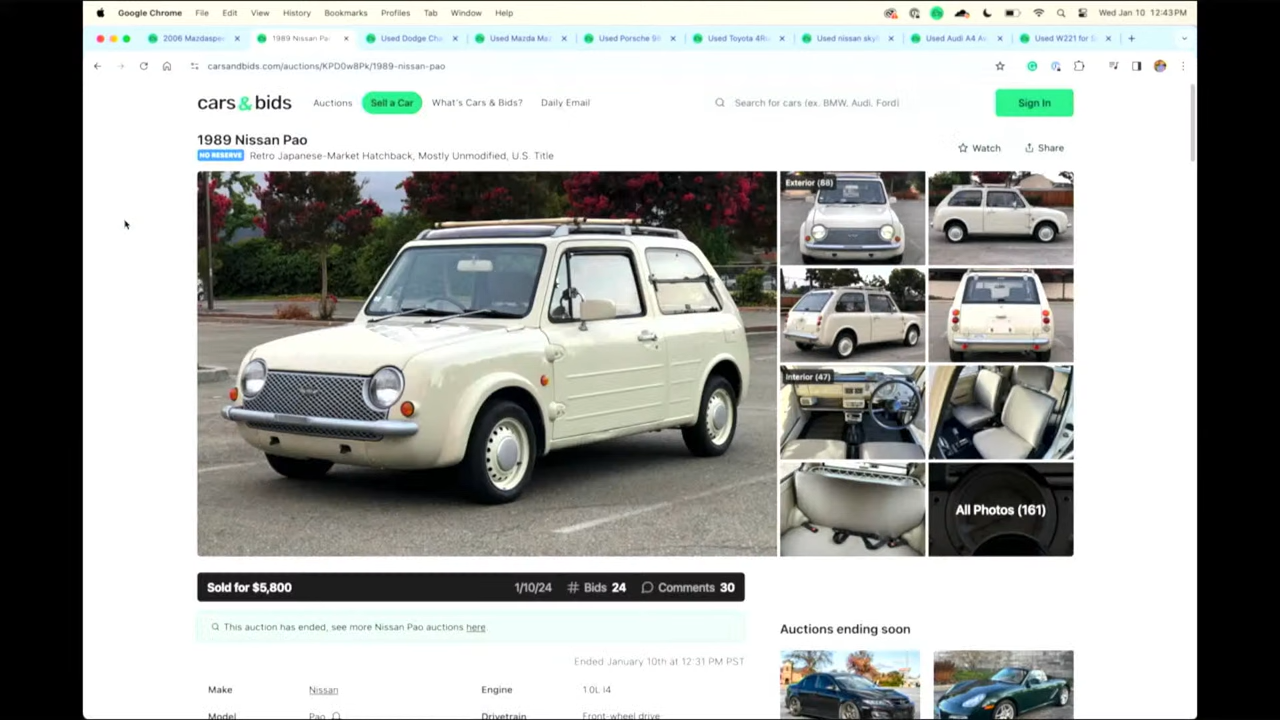 Google Chrome File Edit View History Bookmarks Profiles Tab Window Help Wed Jan 10 12:43PM
2006 Mazdaspe
1989 Nissan Pa
Used Dodge Cha
Used Mazda Ma
Used Porsche 9
Used Toyota 4R
Used nissan sky
Used Audi A4 A
Used W221 for S
carsandbids.com/auctions/KPD0w8Pk/1989-nissan-pao
cars & bids Auctions Sell a Car What's Cars & Bids? Daily Email Search for cars (ex. BMW, Audi, Ford) Sign In
1989 Nissan Pao
NO RESERVE Retro Japanese-Market Hatchback, Mostly Unmodified, U.S. Title
Watch Share
Exterior (68)
Interior (47)
All Photos (161)
Sold for $5,800 1/10/24 # Bids 24 Comments 30
This auction has ended, see more Nissan Pao auctions here.
Ended January 10th at 12:31 PM PST
Make Nissan Engine 1.0L I4
Model Pao Drivetrain Front-wheel drive
Auctions ending soon